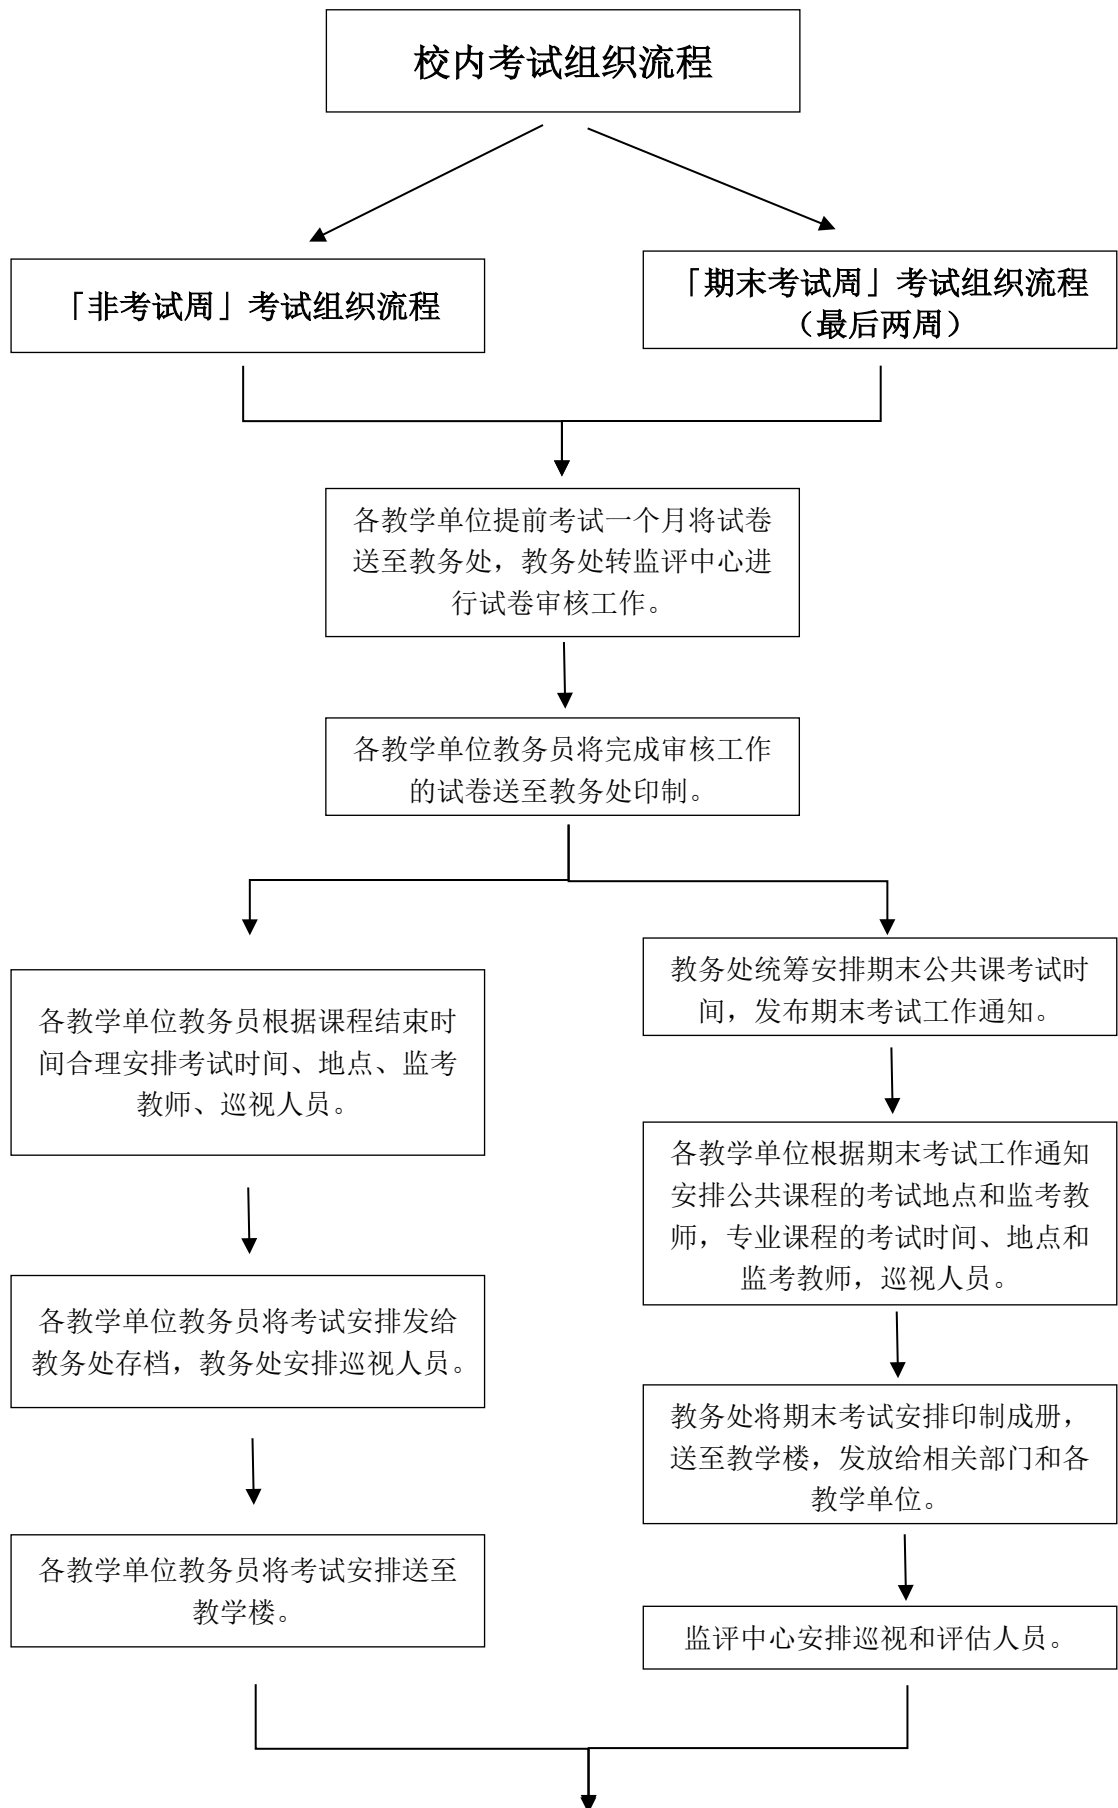 校内考试组织流程
「非考试周」考试组织流程
「期末考试周」考试组织流程
（最后两周）
各教学单位提前考试一个月将试卷
送至教务处，教务处转监评中心进
行试卷审核工作。
各教学单位教务员将完成审核工作
的试卷送至教务处印制。
各教学单位教务员根据课程结束时
间合理安排考试时间、地点、监考
教师、巡视人员。
各教学单位教务员将考试安排发给
教务处存档，教务处安排巡视人员。
各教学单位教务员将考试安排送至
教学楼。
教务处统筹安排期末公共课考试时
间，发布期末考试工作通知。
各教学单位根据期末考试工作通知
安排公共课程的考试地点和监考教
师，专业课程的考试时间、地点和
监考教师，巡视人员。
教务处将期末考试安排印制成册，
送至教学楼，发放给相关部门和各
教学单位。
监评中心安排巡视和评估人员。